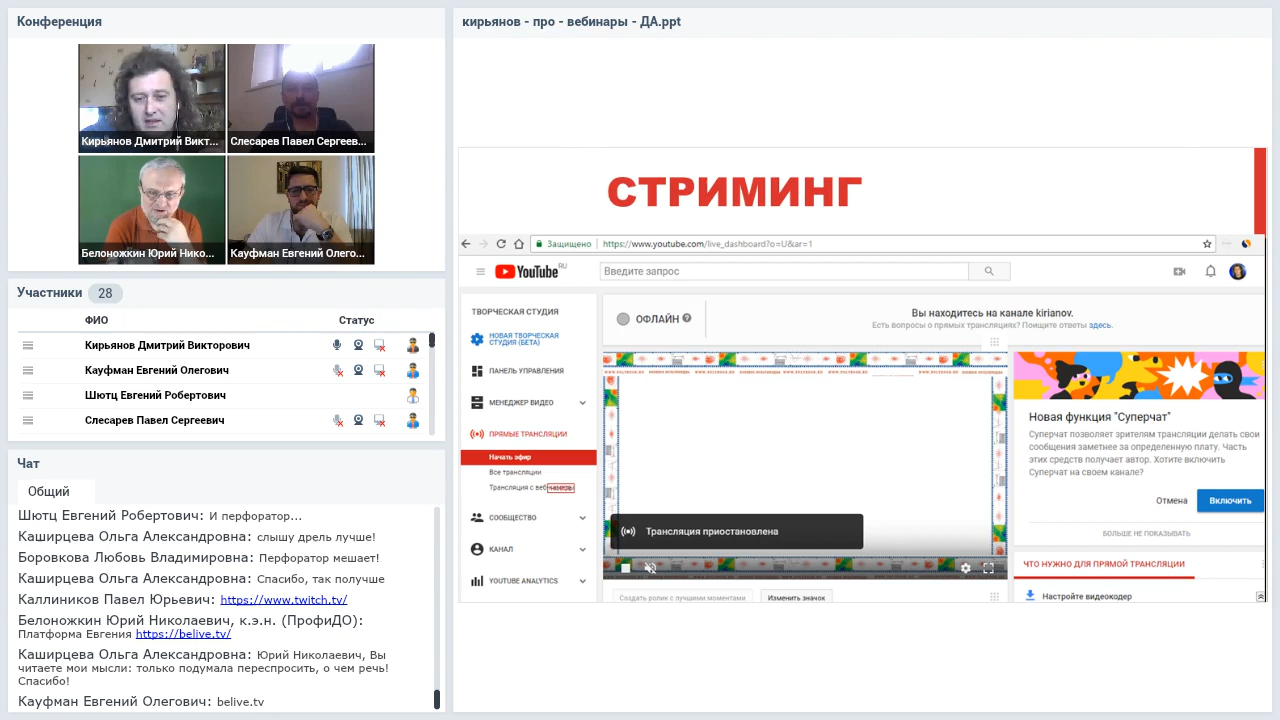 Конференция
Кирьянов Дмитрий Викт...
Слесарев Павел Сергеев...
Белоножкин Юрий Нико...
Кауфман Евгений Олего...
Участники 28
ФИО Статус
Кирьянов Дмитрий Викторович
Кауфман Евгений Олегович
Шютц Евгений Робертович
Слесарев Павел Сергеевич
Чат
Общий
Шютц Евгений Робертович: И перфоратор...
Каширцева Ольга Александровна: слышу дрель лучше!
Боровкова Любовь Владимировна: Перфоратор мешает!
Каширцева Ольга Александровна: Спасибо, так получше
Каллиников Павел Юрьевич: https://www.twitch.tv/
Белоножкин Юрий Николаевич, к.э.н. (ПрофиДО):
Платформа Евгения https://belive.tv/
Каширцева Ольга Александровна: Юрий Николаевич, Вы
читаете мои мысли: только подумала переспросить, о чем речь!
Спасибо!
Кауфман Евгений Олегович: belive.tv
кирьянов - про - вебинары - ДА.ppt
СТРИМИНГ
Защищено https://www.youtube.com/live_dashboard?o=U&ar=1
YouTube RU
Введите запрос
ТВОРЧЕСКАЯ СТУДИЯ
НОВАЯ ТВОРЧЕСКАЯ
СТУДИЯ (БЕТА)
ПАНЕЛЬ УПРАВЛЕНИЯ
МЕНЕДЖЕР ВИДЕО
ПРЯМЫЕ ТРАНСЛЯЦИИ
Начать эфир
Все трансляции
Трансляция с веб-камеры
СООБЩЕСТВО
КАНАЛ
YOUTUBE ANALYTICS
ОФЛАЙН
Вы находитесь на канале kirianov.
Есть вопросы о прямых трансляциях? Поищите ответы здесь.
Трансляция приостановлена
Создать ролик с лучшими моментами
Изменить значок
Новая функция "Суперчат"
Суперчат позволяет зрителям трансляции делать свои
сообщения заметнее за определенную плату. Часть
этих средств получает автор. Хотите включить
Суперчат на своем канале?
Отмена Включить
БОЛЬШЕ НЕ ПОКАЗЫВАТЬ
ЧТО НУЖНО ДЛЯ ПРЯМОЙ ТРАНСЛЯЦИИ
Настройте видеокодер